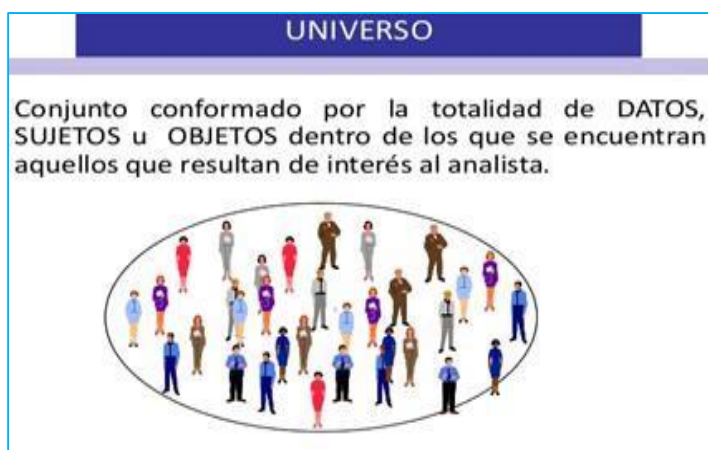 UNIVERSO
Conjunto conformado por la totalidad de DATOS,
SUJETOS u OBJETOS dentro de los que se encuentran
aquellos que resultan de interés al analista.